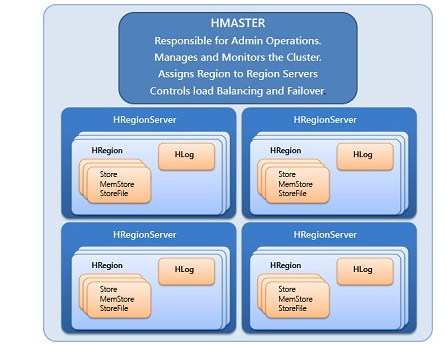 HMASTER
Responsible for Admin Operations.
Manages and Monitors the Cluster.
Assigns Region to Region Servers
Controls load Balancing and Failover.
HRegionServer
HRegion
HLog
Store
MemStore
StoreFile
HRegionServer
HRegion
HLog
Store
MemStore
StoreFile
HRegionServer
HRegion
HLog
Store
MemStore
StoreFile
HRegionServer
HRegion
HLog
Store
MemStore
StoreFile